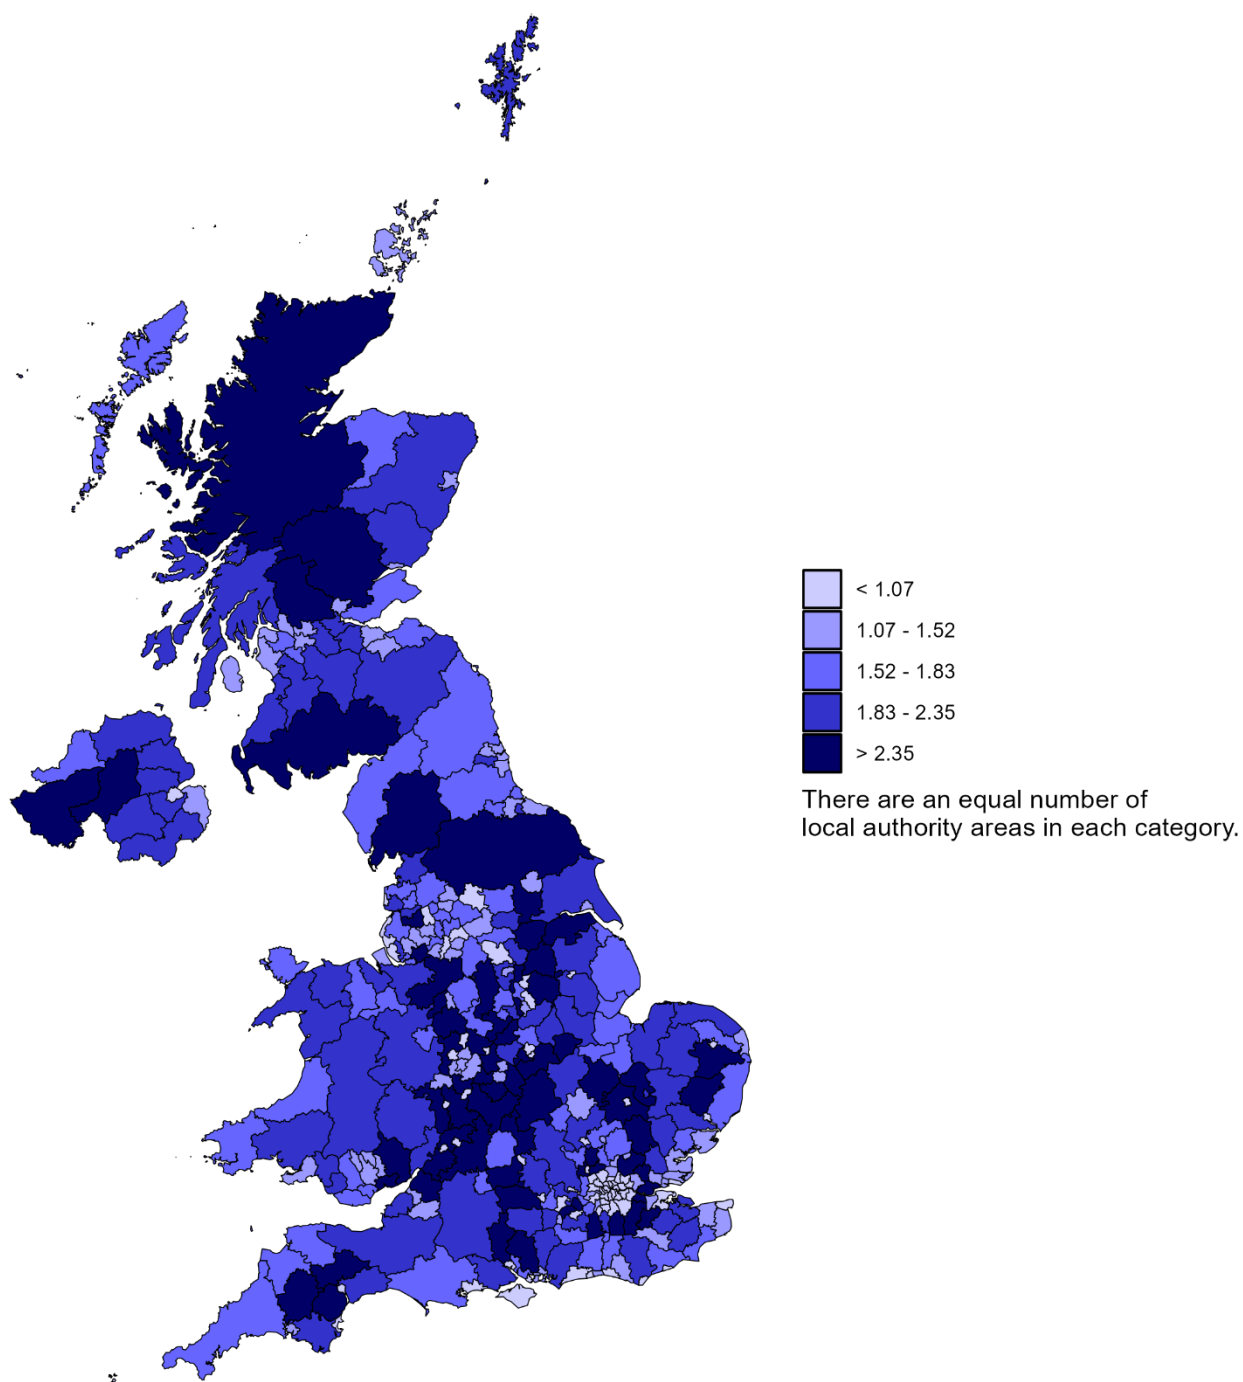 < 1.07
1.07 - 1.52
1.52 - 1.83
1.83 - 2.35
> 2.35
There are an equal number of
local authority areas in each category.